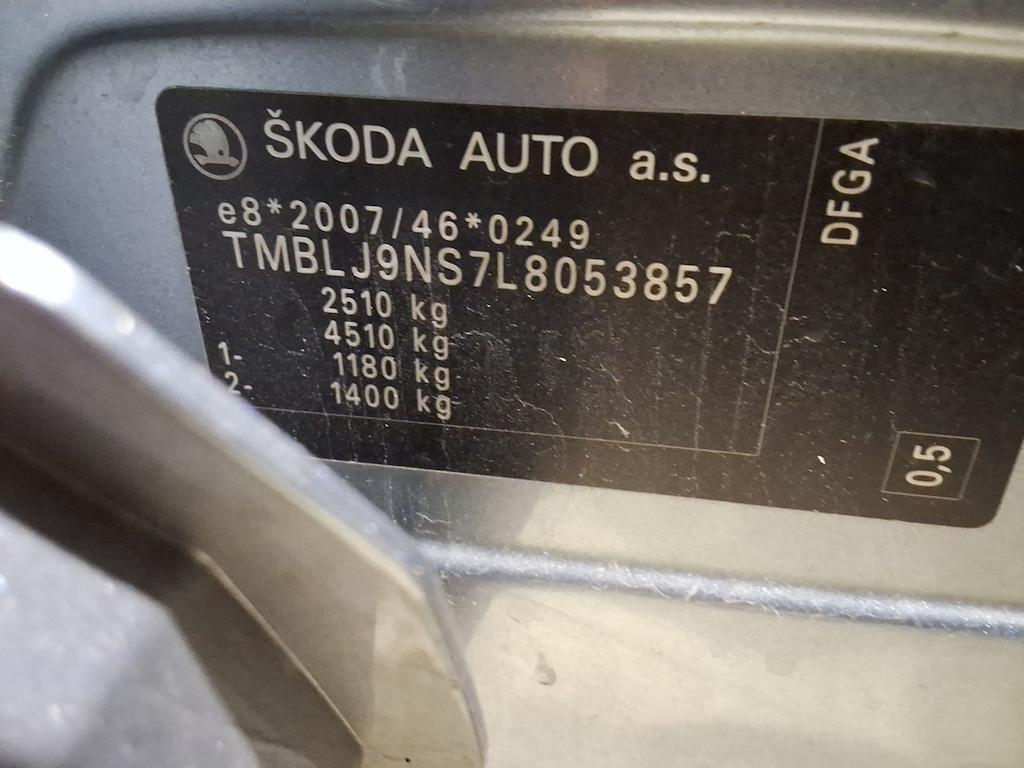 ŠKODA AUTO a.s.
e8*2007/46*0249
TMBLJ9NS7L8053857
2510 kg
4510 kg
1- 1180 kg
2- 1400 kg
DFGA
0,5